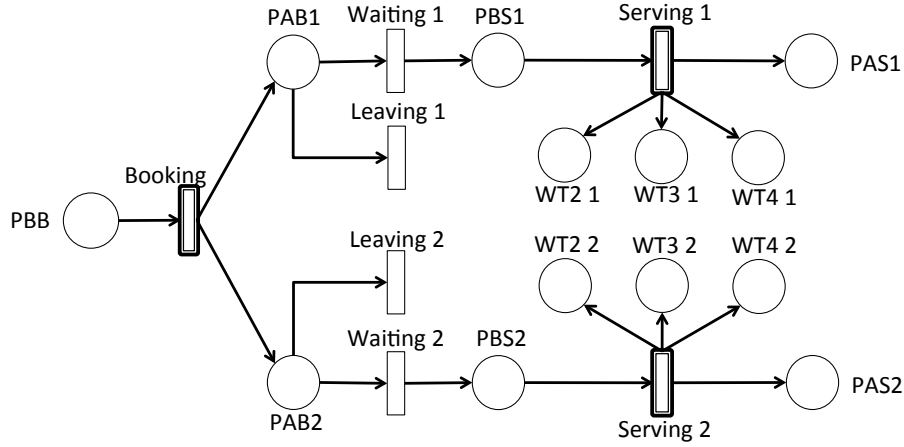 PAB1
Waiting 1
PBS1
Serving 1
PAS1
Leaving 1
WT2 1
WT3 1
WT4 1
Booking
PBB
Leaving 2
WT2 2
WT3 2
WT4 2
Waiting 2
PBS2
PAS2
PAB2
Serving 2